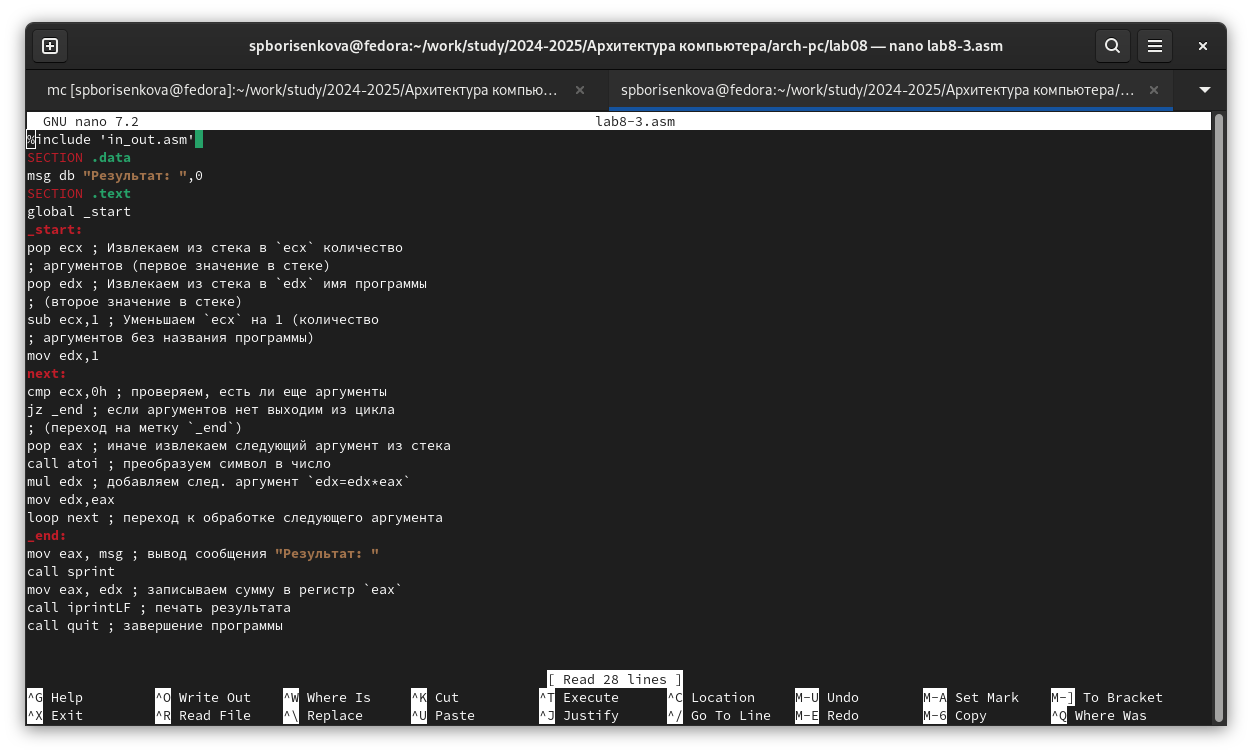 spborisenkova@fedora:~/work/study/2024-2025/Архитектура компьютера/arch-pc/lab08 — nano lab8-3.asm
mc [spborisenkova@fedora]:~/work/study/2024-2025/Архитектура компью... × spborisenkova@fedora:~/work/study/2024-2025/Архитектура компьютера/... ×
GNU nano 7.2 lab8-3.asm
%include 'in_out.asm'
SECTION .data
msg db "Результат: ",0
SECTION .text
global _start
_start:
pop ecx ; Извлекаем из стека в `ecx` количество
; аргументов (первое значение в стеке)
pop edx ; Извлекаем из стека в `edx` имя программы
; (второе значение в стеке)
sub ecx,1 ; Уменьшаем `ecx` на 1 (количество
; аргументов без названия программы)
mov edx,1
next:
cmp ecx,0h ; проверяем, есть ли еще аргументы
jz _end ; если аргументов нет выходим из цикла
; (переход на метку `_end`)
pop eax ; иначе извлекаем следующий аргумент из стека
call atoi ; преобразуем символ в число
mul edx ; добавляем след. аргумент `edx=edx*eax`
mov edx,eax
loop next ; переход к обработке следующего аргумента
_end:
mov eax, msg ; вывод сообщения "Результат: "
call sprint
mov eax, edx ; записываем сумму в регистр `eax`
call iprintLF ; печать результата
call quit ; завершение программы
[ Read 28 lines ]
^G Help ^O Write Out ^W Where Is ^K Cut ^T Execute ^C Location M-U Undo M-A Set Mark M-] To Bracket
^X Exit ^R Read File ^\ Replace ^U Paste ^J Justify ^/ Go To Line M-E Redo M-6 Copy ^Q Where Was